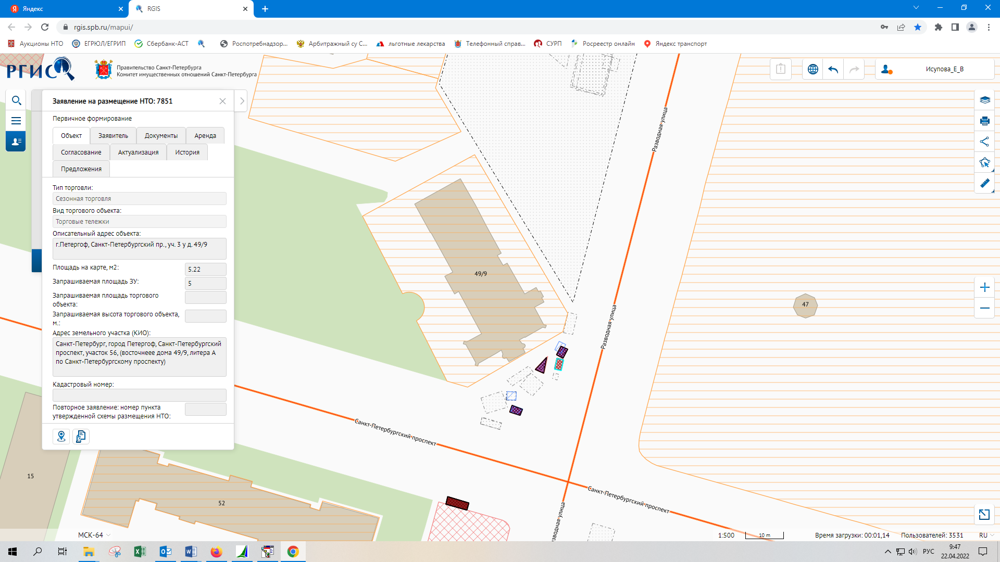 Яндекс
RGIS
rgis.spb.ru/mapui/
Аукционы НТО
ЕГРЮЛ/ЕГРИП
Сбербанк-АСТ
Роспотребнадзор...
Арбитражный су С...
льготные лекарства
Телефонный справ...
СУРП
Росреестр онлайн
Яндекс транспорт
РГИС
Правительство Санкт-Петербурга
Комитет имущественных отношений Санкт-Петербурга
Исупова_Е_В
Заявление на размещение НТО: 7851
Первичное формирование
Объект
Заявитель
Документы
Аренда
Согласование
Актуализация
История
Предложения
Тип торговли:
Сезонная торговля
Вид торгового объекта:
Торговые тележки
Описательный адрес объекта:
г.Петергоф, Санкт-Петербургский пр., уч. 3 у д. 49/9
Площадь на карте, м2:
5.22
Запрашиваемая площадь ЗУ:
5
Запрашиваемая площадь торгового
объекта:
Запрашиваемая высота торгового объекта,
м.:
Адрес земельного участка (КИО):
Санкт-Петербург, город Петергоф, Санкт-Петербургский
проспект, участок 56, (восточнеее дома 49/9, литера А
по Санкт-Петербургскому проспекту)
Кадастровый номер:
Повторное заявление: номер пункта
утвержденной схемы размещения НТО:
Разводная улица
49/9
47
Разводная улица
Санкт-Петербургский проспект
15
52
Санкт-Петербургский проспект
зводная улица
МСК-64
1:500
10 m
Время загрузки: 00:01,14
Пользователей: 3531
RU
РУС
9:47
22.04.2022